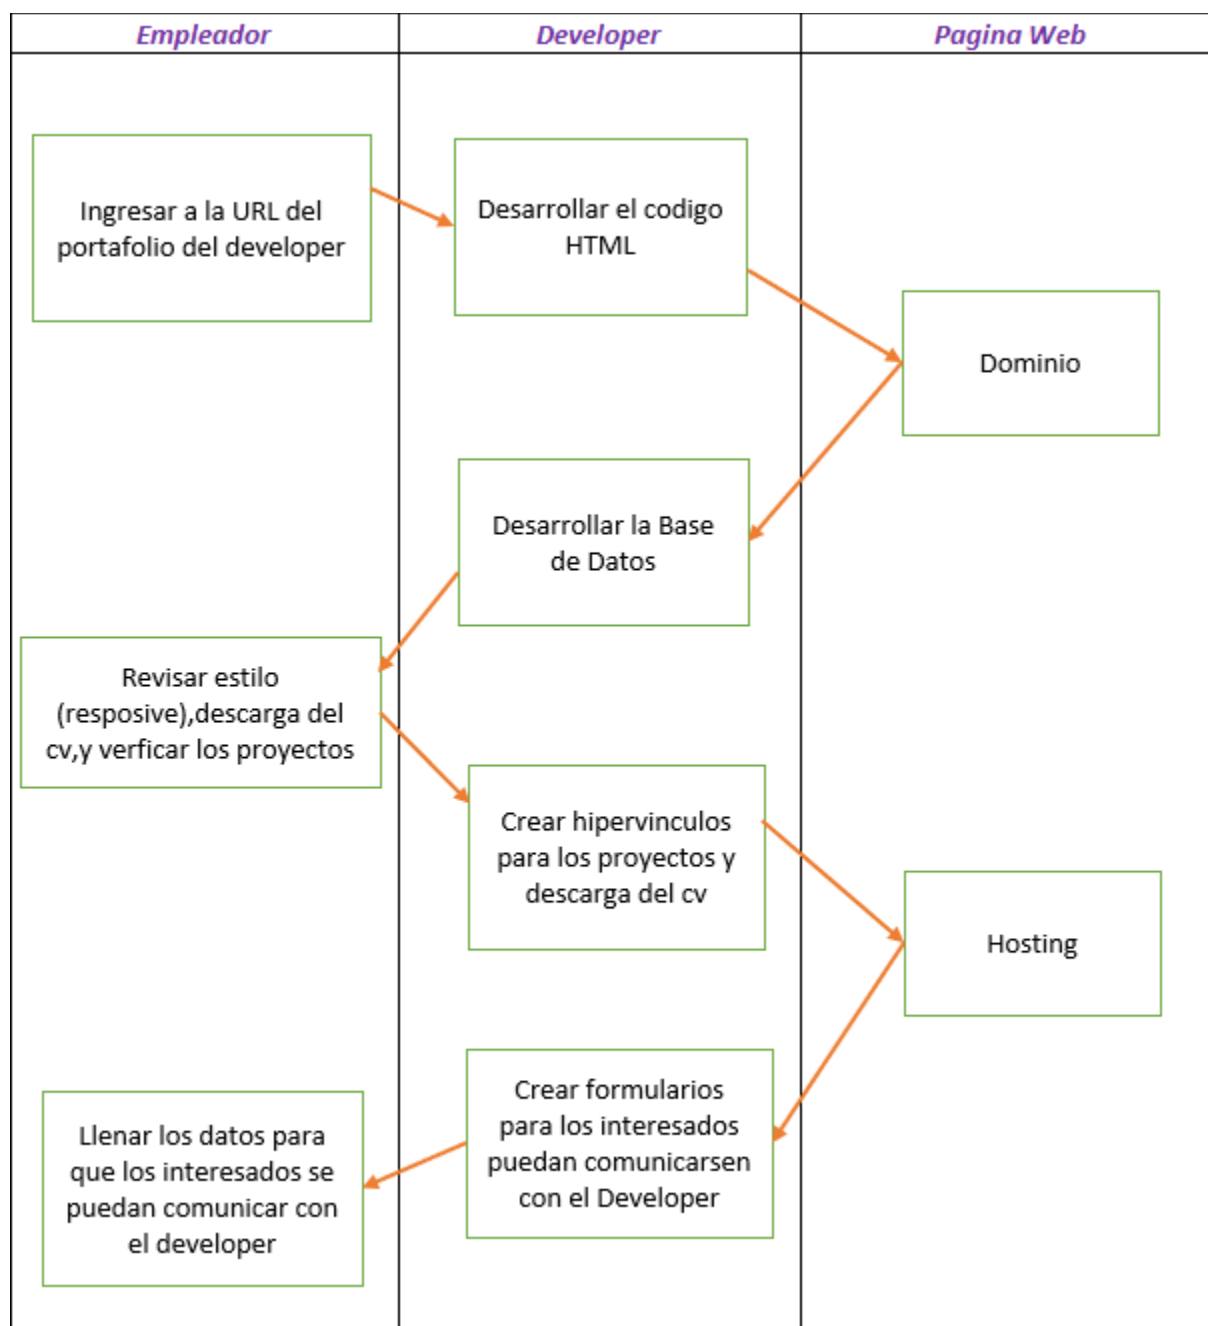 Empleador
Developer
Pagina Web
Ingresar a la URL del
portafolio del developer
Desarrollar el codigo
HTML
Dominio
Desarrollar la Base
de Datos
Revisar estilo
(resposive),descarga del
cv,y verficar los proyectos
Crear hipervinculos
para los proyectos y
descarga del cv
Hosting
Crear formularios
para los interesados
puedan comunicarsen
con el Developer
Llenar los datos para
que los interesados se
puedan comunicar con
el developer